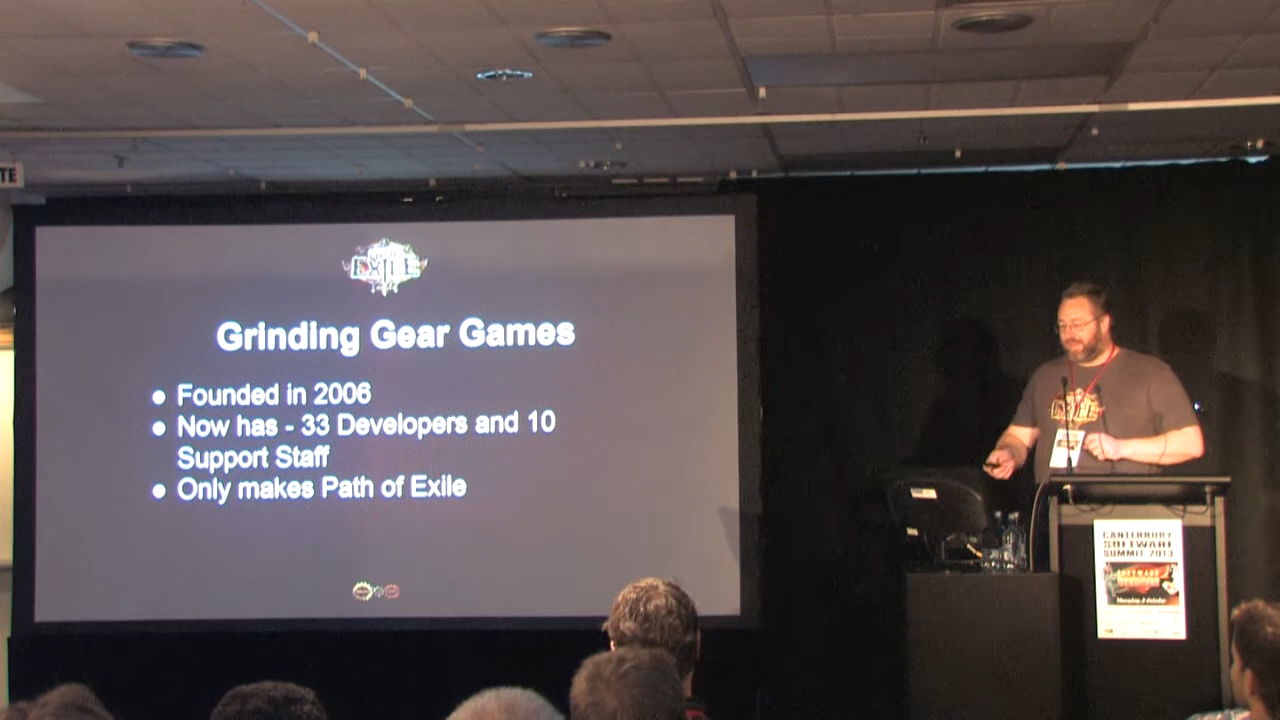 TE
EXILE
Grinding Gear Games
● Founded in 2006
● Now has - 33 Developers and 10
Support Staff
● Only makes Path of Exile
CANTERBURY
SOFTWARE
SUMMIT 2013